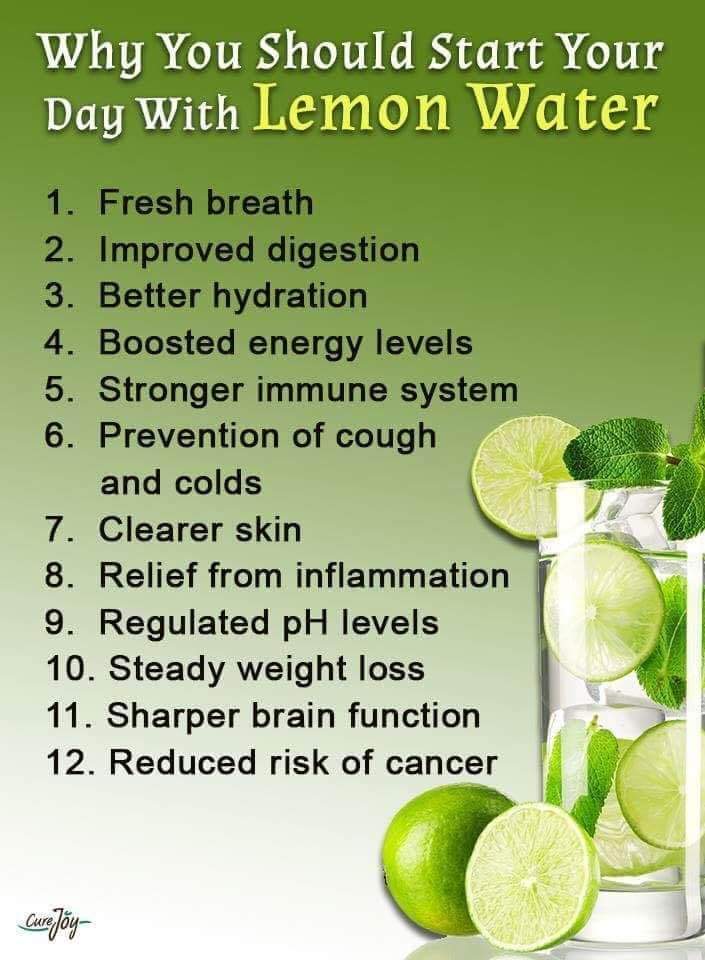 Why You Should Start Your
Day With Lemon Water
1. Fresh breath
2. Improved digestion
3. Better hydration
4. Boosted energy levels
5. Stronger immune system
6. Prevention of cough
and colds
7. Clearer skin
8. Relief from inflammation
9. Regulated pH levels
10. Steady weight loss
11. Sharper brain function
12. Reduced risk of cancer
CureJoy